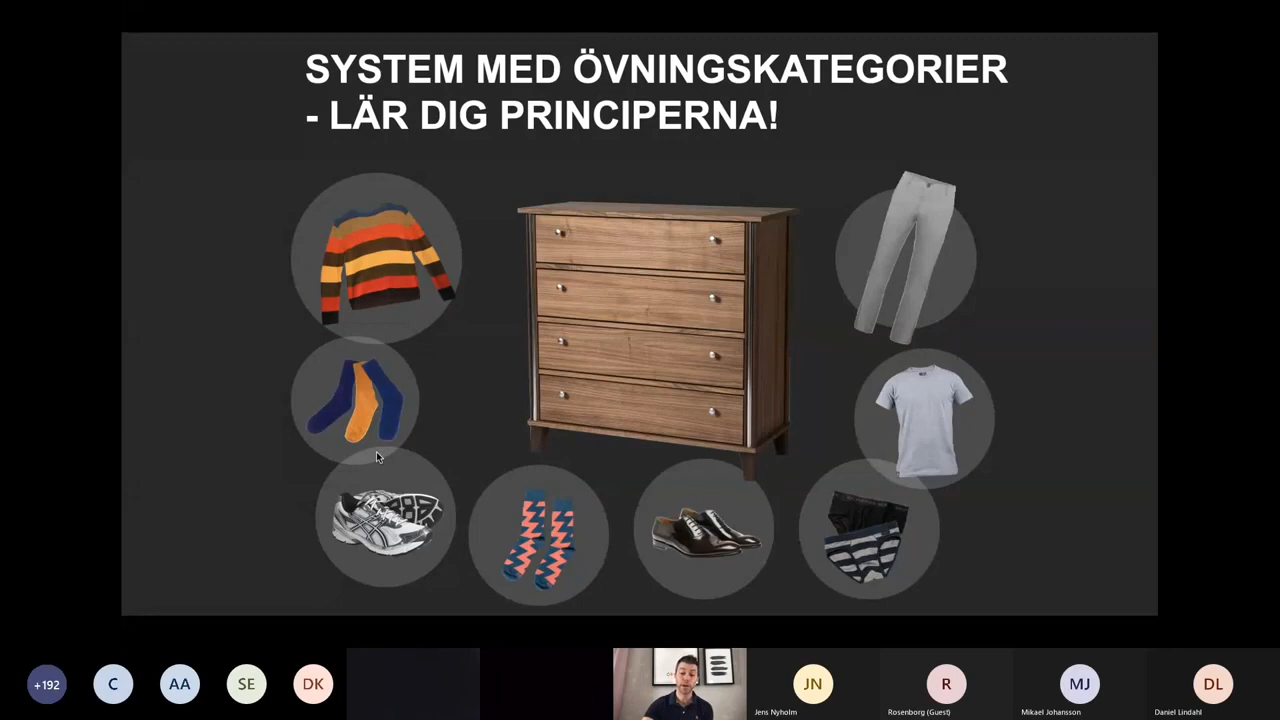 SYSTEM MED ÖVNINGSKATEGORIER
- LÄR DIG PRINCIPERNA!
+192
C
AA
SE
DK
JN
R
MJ
DL
Jens Nyholm
Rosenborg (Guest)
Mikael Johansson
Daniel Lindahl